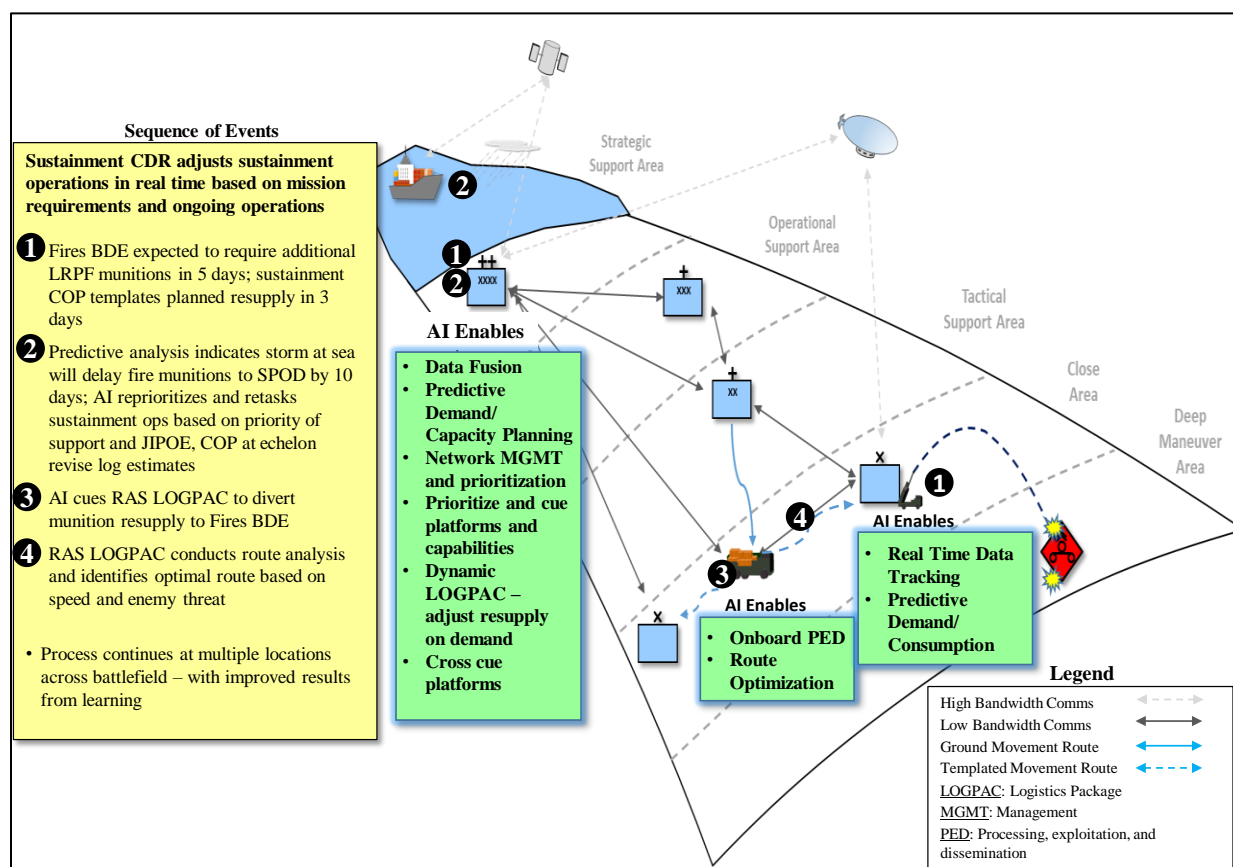 Sequence of Events
Sustainment CDR adjusts sustainment
operations in real time based on mission
requirements and ongoing operations
1 Fires BDE expected to require additional
LRPF munitions in 5 days; sustainment
COP templates planned resupply in 3
days
2 Predictive analysis indicates storm at sea
will delay fire munitions to SPOD by 10
days; AI reprioritizes and retasks
sustainment ops based on priority of
support and JIPOE, COP at echelon
revise log estimates
3 AI cues RAS LOGPAC to divert
munition resupply to Fires BDE
4 RAS LOGPAC conducts route analysis
and identifies optimal route based on
speed and enemy threat
• Process continues at multiple locations
across battlefield – with improved results
from learning
Strategic
Support Area
Operational
Support Area
Tactical
Support Area
Close
Area
Deep
Maneuver
Area
2
1
2
XXXX
XXX
XX
X
1
4
3
X
AI Enables
• Data Fusion
• Predictive
Demand/
Capacity Planning
• Network MGMT
and prioritization
• Prioritize and cue
platforms and
capabilities
• Dynamic
LOGPAC –
adjust resupply
on demand
• Cross cue
platforms
AI Enables
• Onboard PED
• Route
Optimization
AI Enables
• Real Time Data
Tracking
• Predictive
Demand/
Consumption
Legend
High Bandwidth Comms
Low Bandwidth Comms
Ground Movement Route
Templated Movement Route
LOGPAC: Logistics Package
MGMT: Management
PED: Processing, exploitation, and
dissemination